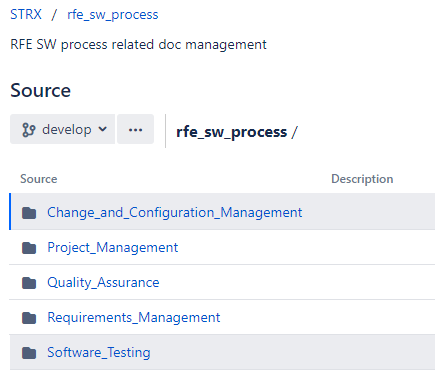 STRX / rfe_sw_process
RFE SW process related doc management
Source
develop ... rfe_sw_process /
Source Description
Change_and_Configuration_Management
Project_Management
Quality_Assurance
Requirements_Management
Software_Testing